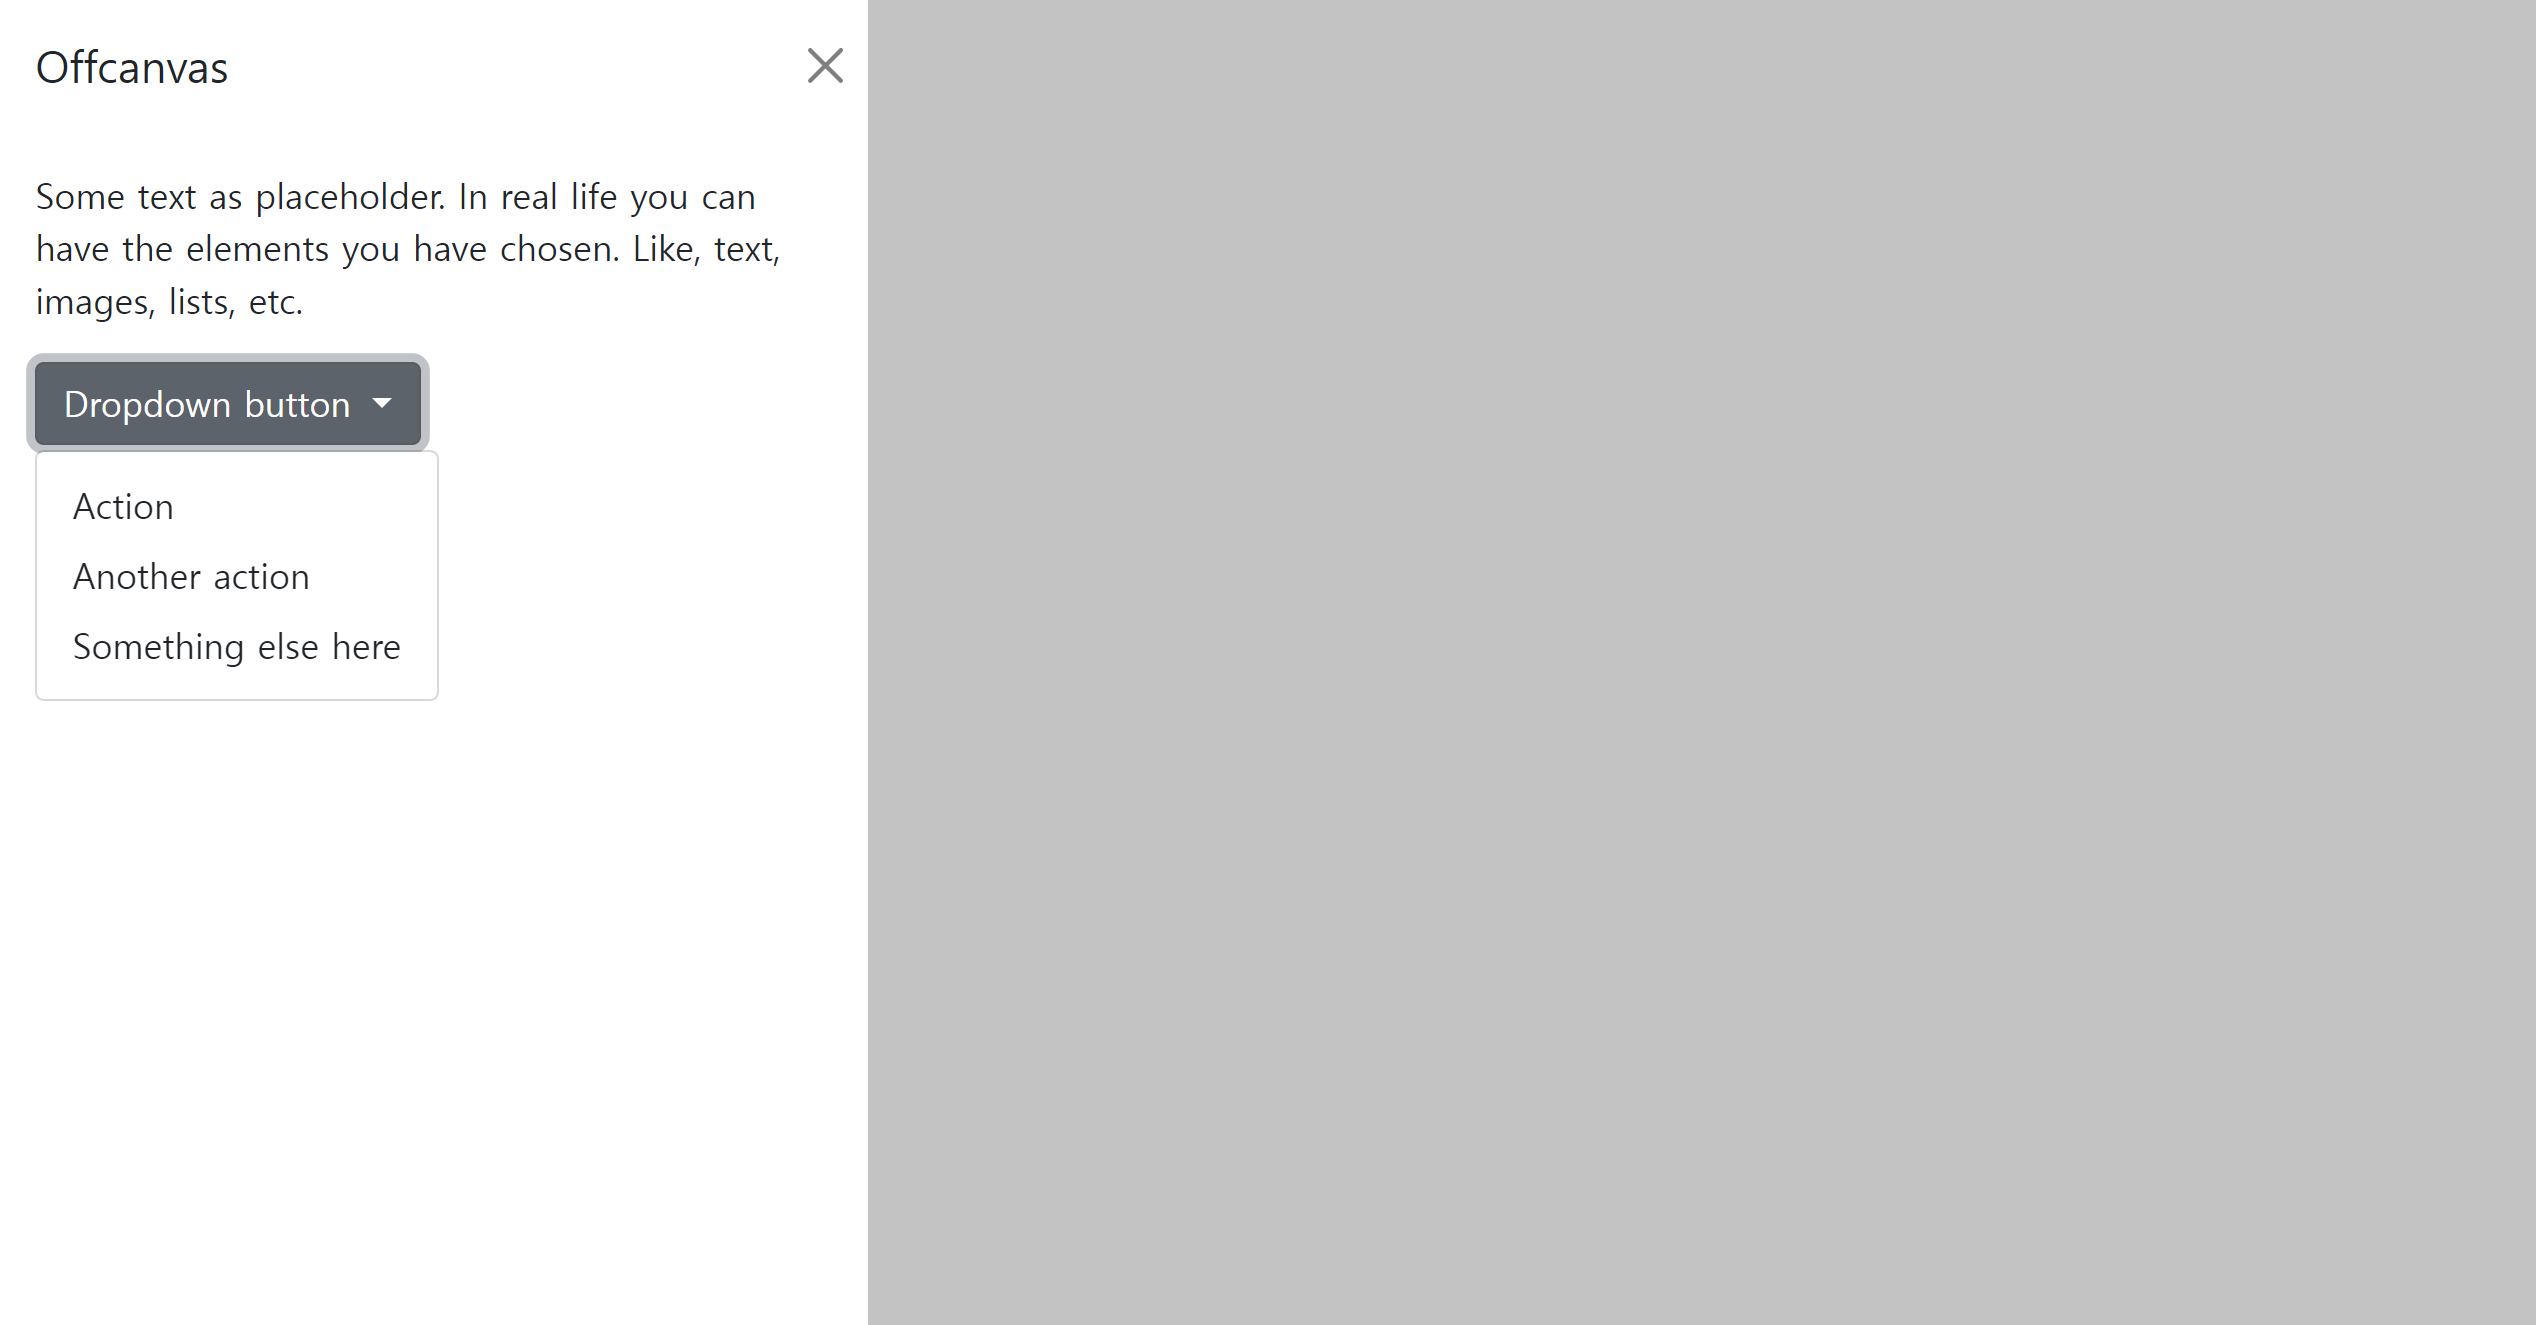 Offcanvas
Some text as placeholder. In real life you can
have the elements you have chosen. Like, text,
images, lists, etc.
Dropdown button
Action
Another action
Something else here